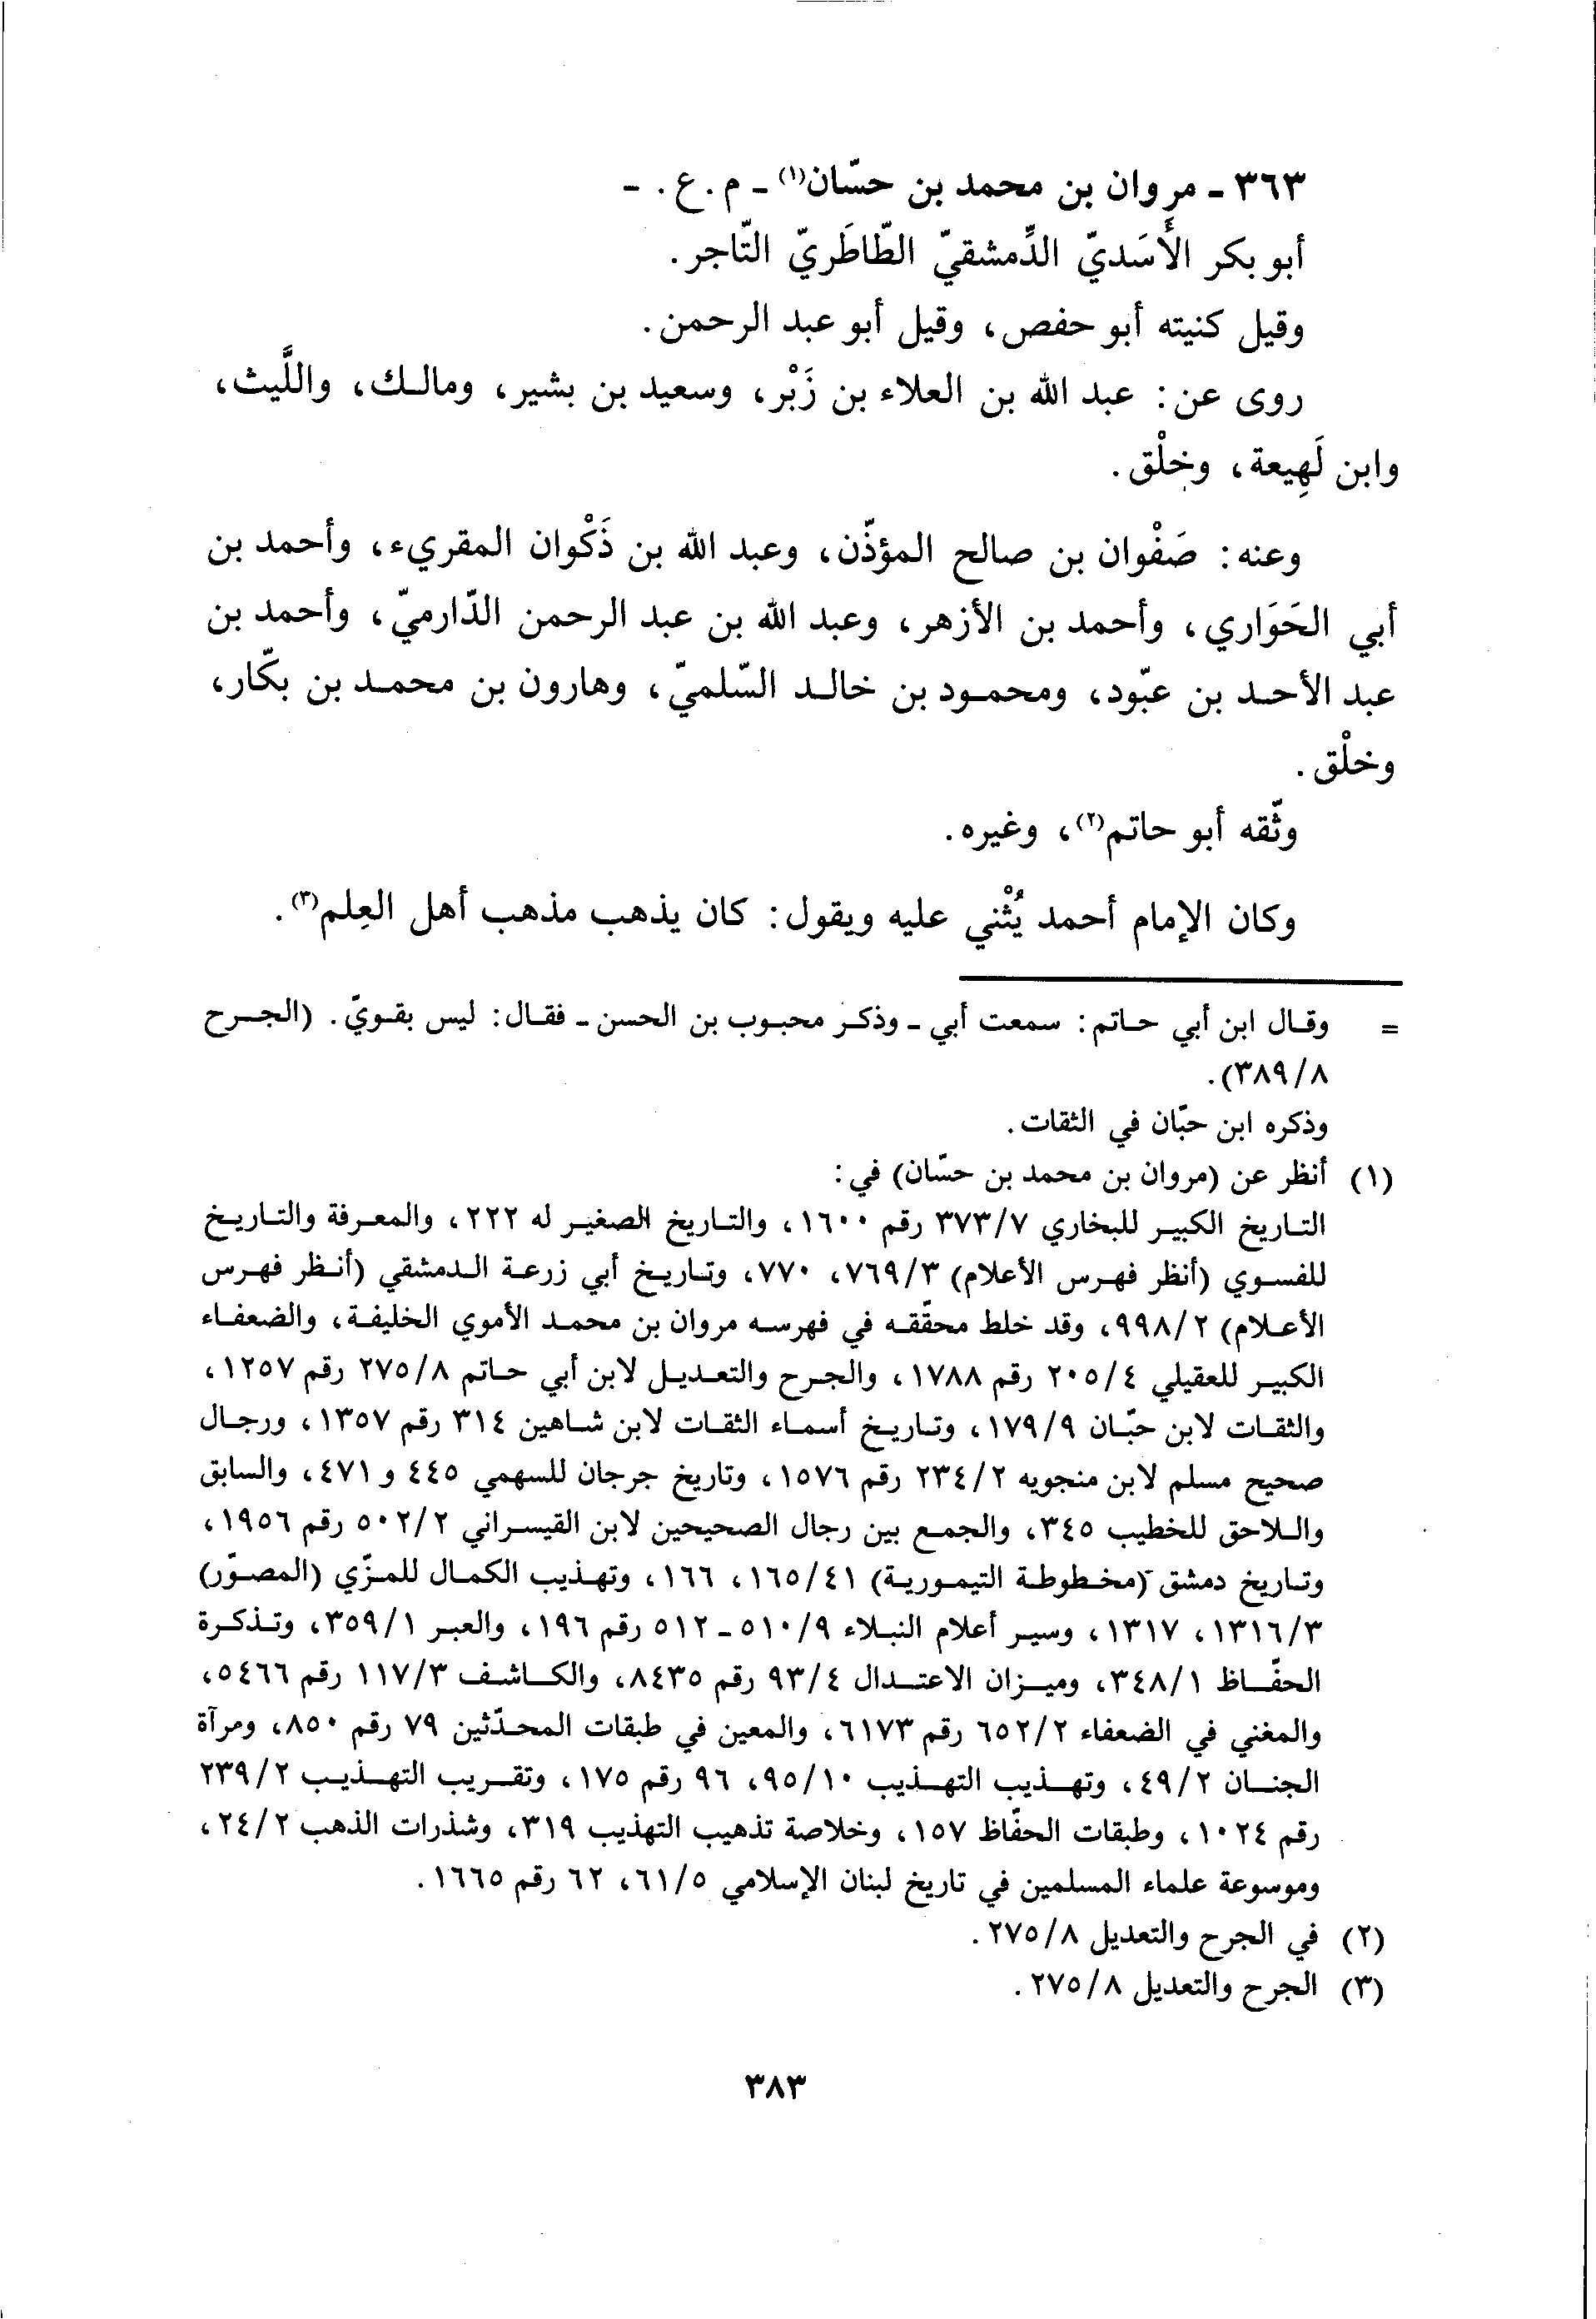 ٣٦٣ - مروان بن محمد بن حسّان(١) - م. ع. -
أبو بكر الأَسَديّ الدِّمشقيّ الطّاطَريّ التّاجر.
وقيل كنيته أبو حفص، وقيل أبو عبد الرحمن.
روى عن: عبد الله بن العلاء بن زَبْر، وسعيد بن بشير، ومالك، واللَّيث،
وابن لَهِيعة، وخلْق.
وعنه: صَفْوان بن صالح المؤذّن، وعبد الله بن ذَكْوان المقريء، وأحمد بن
أبي الحَوَاري، وأحمد بن الأزهر، وعبد الله بن عبد الرحمن الدّارميّ، وأحمد بن
عبد الأحد بن عبّود، ومحمود بن خالد السّلميّ، وهارون بن محمد بن بكّار،
وخلْق.
وثّقه أبو حاتم(٢)، وغيره.
وكان الإمام أحمد يُثْني عليه ويقول: كان يذهب مذهب أهل العِلم(٣).
= وقال ابن أبي حاتم: سمعت أبي - وذكر محبوب بن الحسن - فقال: ليس بقويّ. (الجرح
٣٨٩/٨).
وذكره ابن حبّان في الثقات.
(١) أنظر عن (مروان بن محمد بن حسّان) في:
التاريخ الكبير للبخاري ٣٧٣/٧ رقم ١٦٠٠، والتاريخ الصغير له ٢٢٢، والمعرفة والتاريخ
للفسوي (أنظر فهرس الأعلام) ٧٦٩/٣، ٧٧٠، وتاريخ أبي زرعة الدمشقي (أنظر فهرس
الأعلام) ٩٩٨/٢، وقد خلط محقّقه في فهرسه مروان بن محمد الأموي الخليفة، والضعفاء
الكبير للعقيلي ٢٠٥/٤ رقم ١٧٨٨، والجرح والتعديل لابن أبي حاتم ٢٧٥/٨ رقم ١٢٥٧،
والثقات لابن حبّان ١٧٩/٩، وتاريخ أسماء الثقات لابن شاهين ٣١٤ رقم ١٣٥٧، ورجال
صحيح مسلم لابن منجويه ٢٣٤/٢ رقم ١٥٧٦، وتاريخ جرجان للسهمي ٤٤٥ و ٤٧١، والسابق
واللاحق للخطيب ٣٤٥، والجمع بين رجال الصحيحين لابن القيسراني ٥٠٢/٢ رقم ١٩٥٦،
وتاريخ دمشق (مخطوطة التيمورية) ١٦٥/٤١، ١٦٦، وتهذيب الكمال للمزّي (المصوّر)
١٣١٦/٣، ١٣١٧، وسير أعلام النبلاء ٥١٠/٩ - ٥١٢ رقم ١٩٦، والعبر ٣٥٩/١، وتذكرة
الحفّاظ ٣٤٨/١، وميزان الاعتدال ٩٣/٤ رقم ٨٤٣٥، والكاشف ١١٧/٣ رقم ٥٤٦٦،
والمغني في الضعفاء ٦٥٢/٢ رقم ٦١٧٣، والمعين في طبقات المحدّثين ٧٩ رقم ٨٥٠، ومرآة
الجنان ٤٩/٢، وتهذيب التهذيب ٩٥/١٠، ٩٦ رقم ١٧٥، وتقريب التهذيب ٢٣٩/٢
رقم ١٠٢٤، وطبقات الحفّاظ ١٥٧، وخلاصة تذهيب التهذيب ٣١٩، وشذرات الذهب ٢٤/٢،
وموسوعة علماء المسلمين في تاريخ لبنان الإسلامي ٦١/٥، ٦٢ رقم ١٦٦٥.
(٢) في الجرح والتعديل ٢٧٥/٨.
(٣) الجرح والتعديل ٢٧٥/٨.
٣٨٣